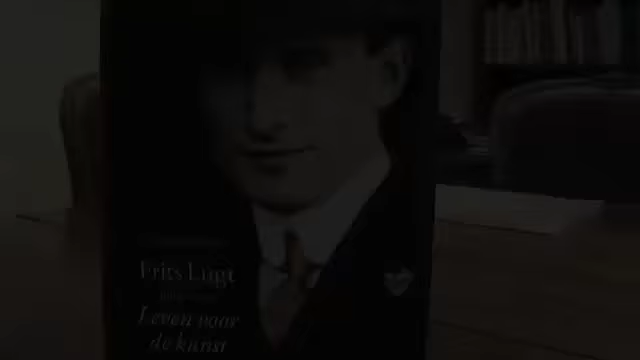 Frits Lugt
Leven voor
de kunst